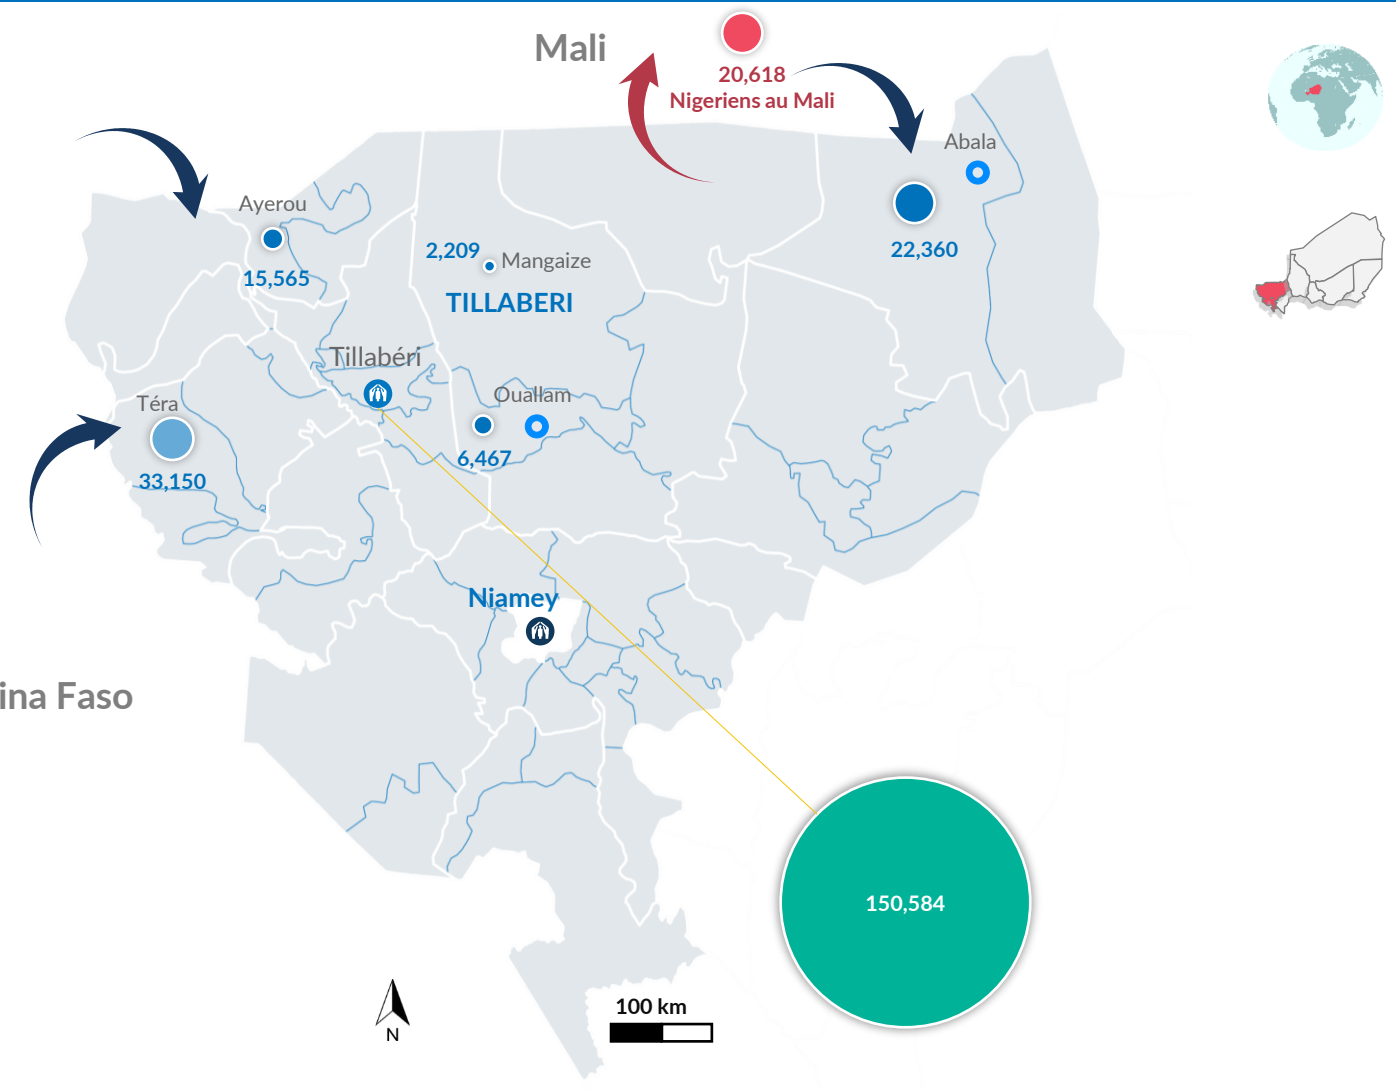 Mali
20,618
Nigeriens au Mali
Abala
22,360
Ayerou
15,565
2,209
Mangaize
TILLABERI
Tillabéri
Ouallam
6,467
Téra
33,150
Niamey
ina Faso
150,584
100 km
N